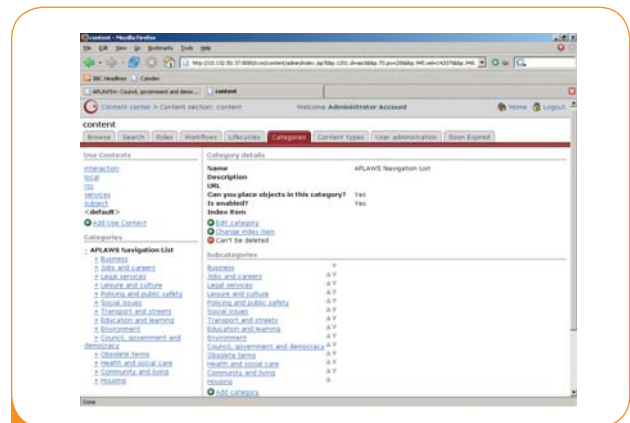 content - Mozilla Firefox
File Edit View Go Bookmarks Tools Help
BBC Headlines Camden
APLAWS+: Council, government and demo... content
Content center > Content section: content Welcome Administrator Account Home Logout
content
Browse Search Roles Workflows Lifecycles Categories Content types User administration Soon Expired
Use Contexts
interaction
local
rss
services
subject
<default>
Add Use Context
Categories
- APLAWS Navigation List
+ Business
+ Jobs and careers
+ Legal services
+ Leisure and culture
+ Policing and public safety
+ Social issues
+ Transport and streets
+ Education and learning
+ Environment
+ Council, government and
democracy
+ Obsolete terms
+ Health and social care
+ Community and living
+ Housing
Category details
Name APLAWS Navigation List
Description
URL
Can you place objects in this category? Yes
Is enabled? Yes
Index Item
Edit category
Change index item
Can't be deleted
Subcategories
Business
Jobs and careers
Legal services
Leisure and culture
Policing and public safety
Social issues
Transport and streets
Education and learning
Environment
Council, government and democracy
Obsolete terms
Health and social care
Community and living
Housing
Add category
Done